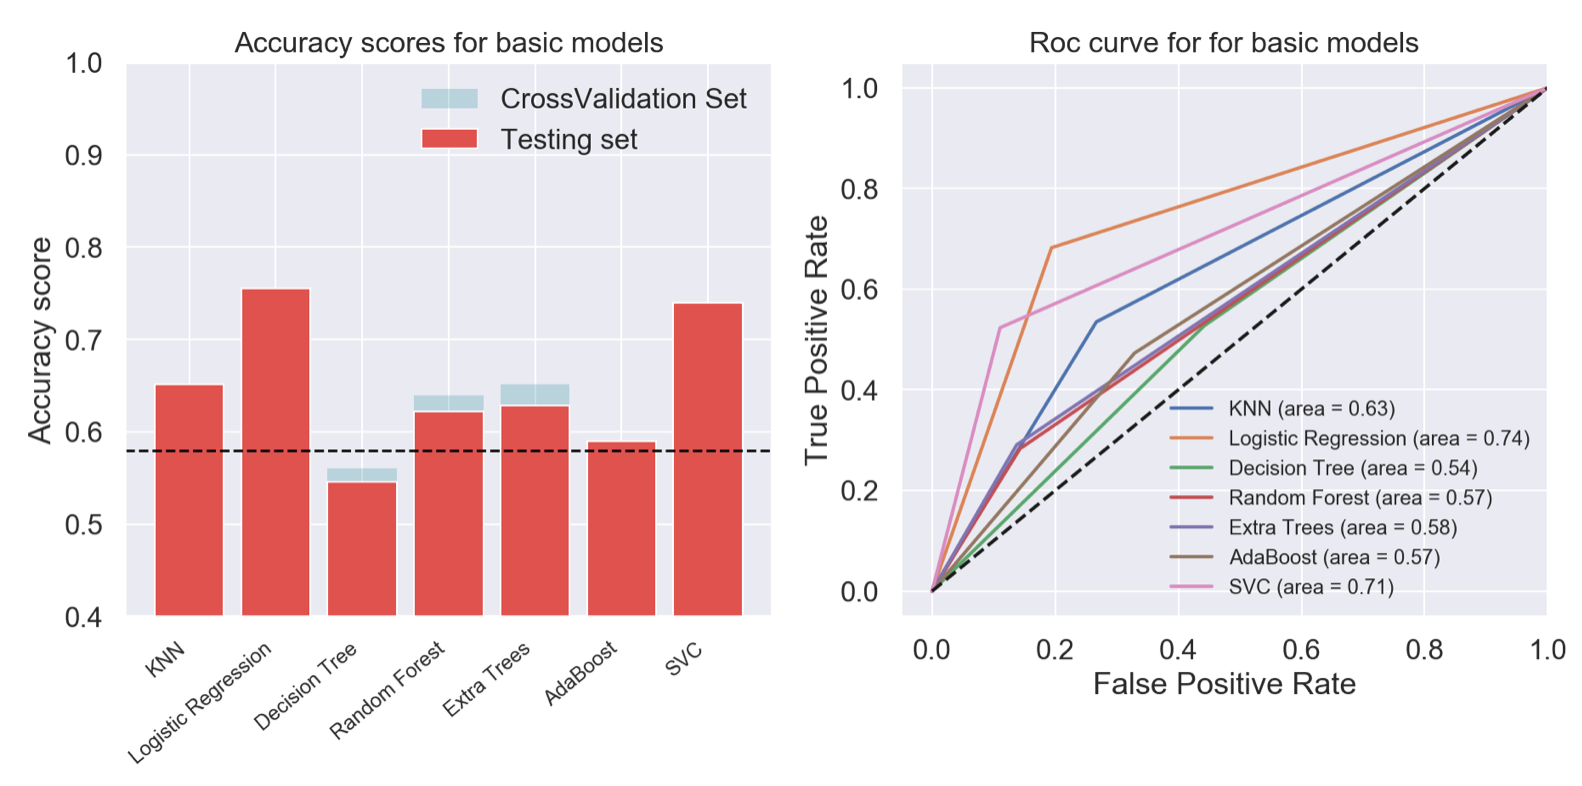 Accuracy scores for basic models
1.0
0.9
0.8
0.7
0.6
0.5
0.4
Accuracy score
CrossValidation Set
Testing set
KNN
Logistic Regression
Decision Tree
Random Forest
Extra Trees
AdaBoost
SVC
Roc curve for for basic models
1.0
0.8
0.6
0.4
0.2
0.0
True Positive Rate
KNN (area = 0.63)
Logistic Regression (area = 0.74)
Decision Tree (area = 0.54)
Random Forest (area = 0.57)
Extra Trees (area = 0.58)
AdaBoost (area = 0.57)
SVC (area = 0.71)
0.0 0.2 0.4 0.6 0.8 1.0
False Positive Rate